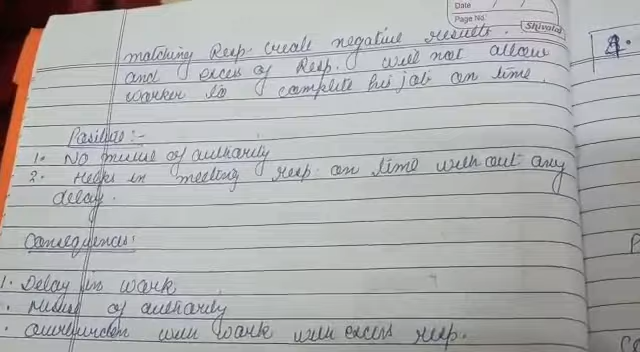 Date / /
Page No.
Shivalal
matching Resp. create negative results.
and excess of Resp. will not allow
worker to complete his job on time.
Positive :-
1. No misuse of authority
2. Helps in meeting resp. on time without any
delay.
Consequences:
1. Delay in work
. Misuse of authority
. Overburden with work with excess resp.